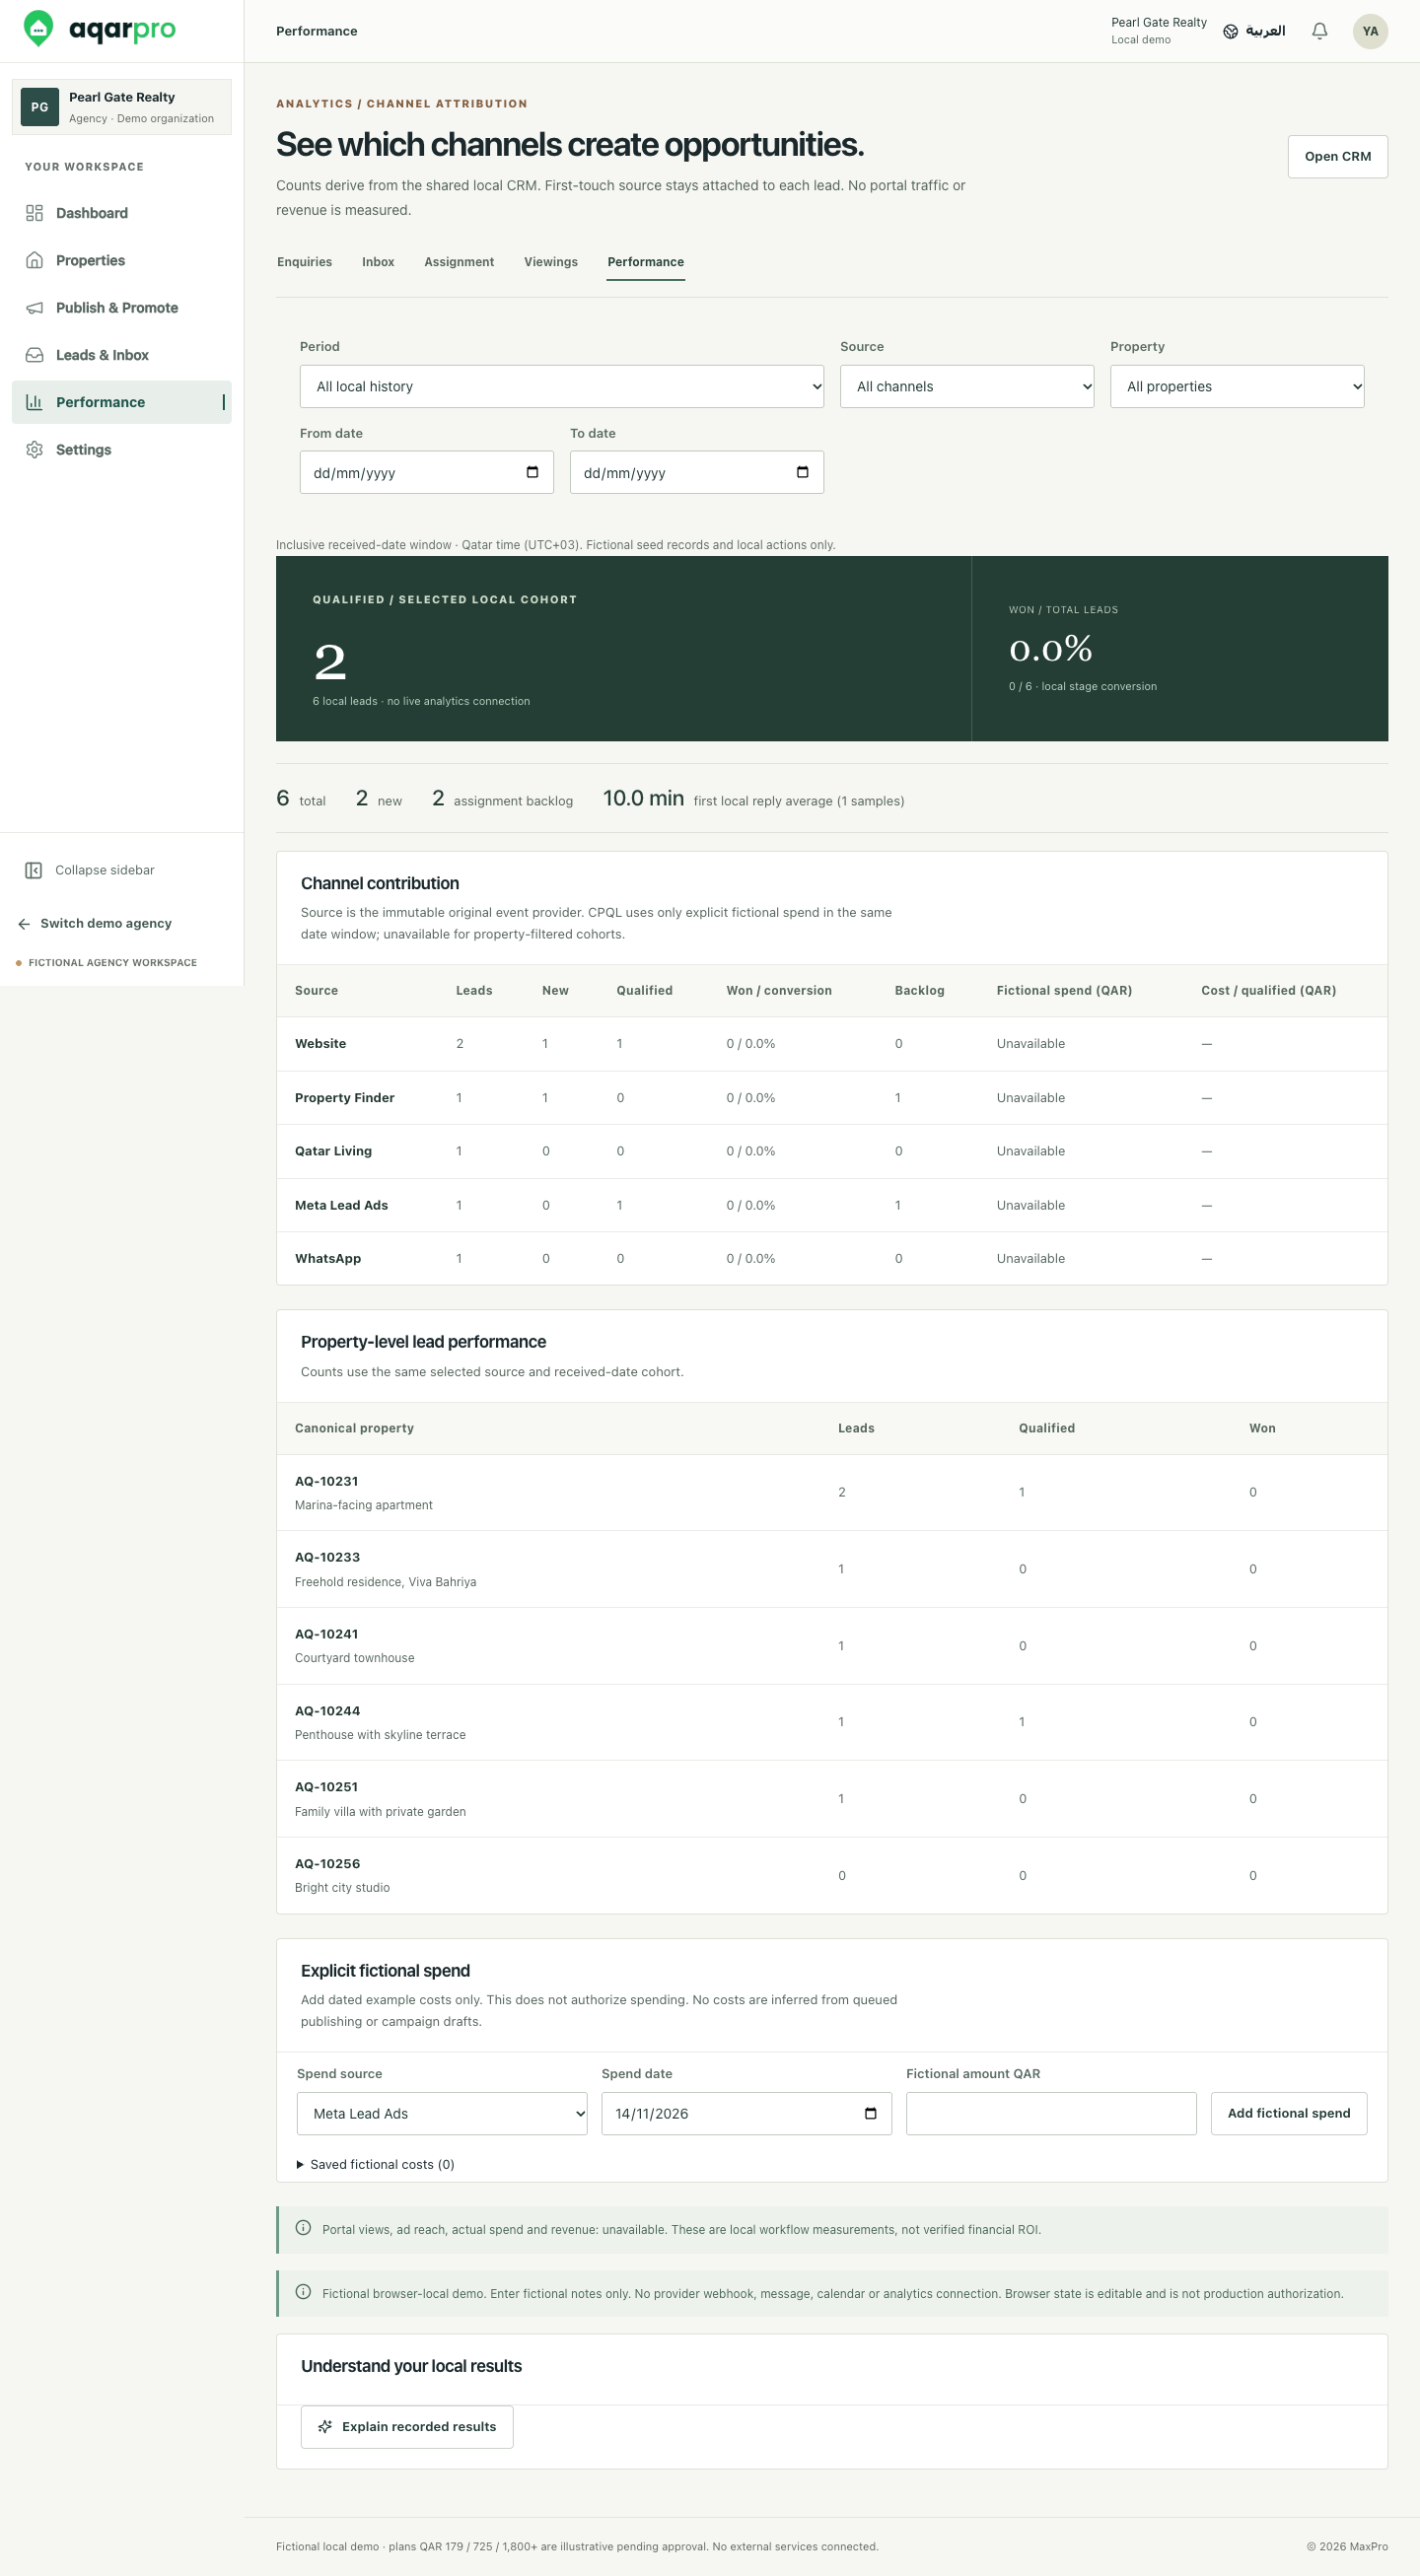 aqarpro
Performance
Pearl Gate Realty
Local demo
العربية
YA
PG
Pearl Gate Realty
Agency · Demo organization
YOUR WORKSPACE
Dashboard
Properties
Publish & Promote
Leads & Inbox
Performance
Settings
Collapse sidebar
Switch demo agency
FICTIONAL AGENCY WORKSPACE
ANALYTICS / CHANNEL ATTRIBUTION
See which channels create opportunities.
Counts derive from the shared local CRM. First-touch source stays attached to each lead. No portal traffic or
revenue is measured.
Open CRM
Enquiries Inbox Assignment Viewings Performance
Period Source Property
All local history All channels All properties
From date To date
dd/mm/yyyy dd/mm/yyyy
Inclusive received-date window · Qatar time (UTC+03). Fictional seed records and local actions only.
QUALIFIED / SELECTED LOCAL COHORT
2
6 local leads · no live analytics connection
WON / TOTAL LEADS
0.0%
0 / 6 · local stage conversion
6 total 2 new 2 assignment backlog 10.0 min first local reply average (1 samples)
Channel contribution
Source is the immutable original event provider. CPQL uses only explicit fictional spend in the same
date window; unavailable for property-filtered cohorts.
Source Leads New Qualified Won / conversion Backlog Fictional spend (QAR) Cost / qualified (QAR)
Website 2 1 1 0 / 0.0% 0 Unavailable —
Property Finder 1 1 0 0 / 0.0% 1 Unavailable —
Qatar Living 1 0 0 0 / 0.0% 0 Unavailable —
Meta Lead Ads 1 0 1 0 / 0.0% 1 Unavailable —
WhatsApp 1 0 0 0 / 0.0% 0 Unavailable —
Property-level lead performance
Counts use the same selected source and received-date cohort.
Canonical property Leads Qualified Won
AQ-10231
Marina-facing apartment
2 1 0
AQ-10233
Freehold residence, Viva Bahriya
1 0 0
AQ-10241
Courtyard townhouse
1 0 0
AQ-10244
Penthouse with skyline terrace
1 1 0
AQ-10251
Family villa with private garden
1 0 0
AQ-10256
Bright city studio
0 0 0
Explicit fictional spend
Add dated example costs only. This does not authorize spending. No costs are inferred from queued
publishing or campaign drafts.
Spend source Spend date Fictional amount QAR
Meta Lead Ads 14/11/2026 Add fictional spend
Saved fictional costs (0)
Portal views, ad reach, actual spend and revenue: unavailable. These are local workflow measurements, not verified financial ROI.
Fictional browser-local demo. Enter fictional notes only. No provider webhook, message, calendar or analytics connection. Browser state is editable and is not production authorization.
Understand your local results
Explain recorded results
Fictional local demo · plans QAR 179 / 725 / 1,800+ are illustrative pending approval. No external services connected.
© 2026 MaxPro